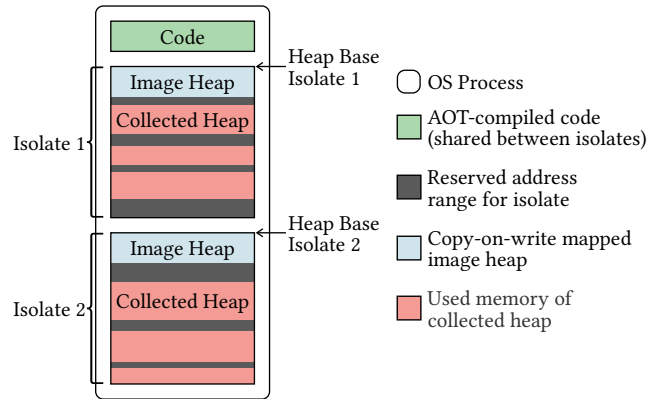 Code
Heap Base
Isolate 1
Image Heap
Collected Heap
Isolate 1
Heap Base
Isolate 2
Image Heap
Collected Heap
Isolate 2
OS Process
AOT-compiled code
(shared between isolates)
Reserved address
range for isolate
Copy-on-write mapped
image heap
Used memory of
collected heap